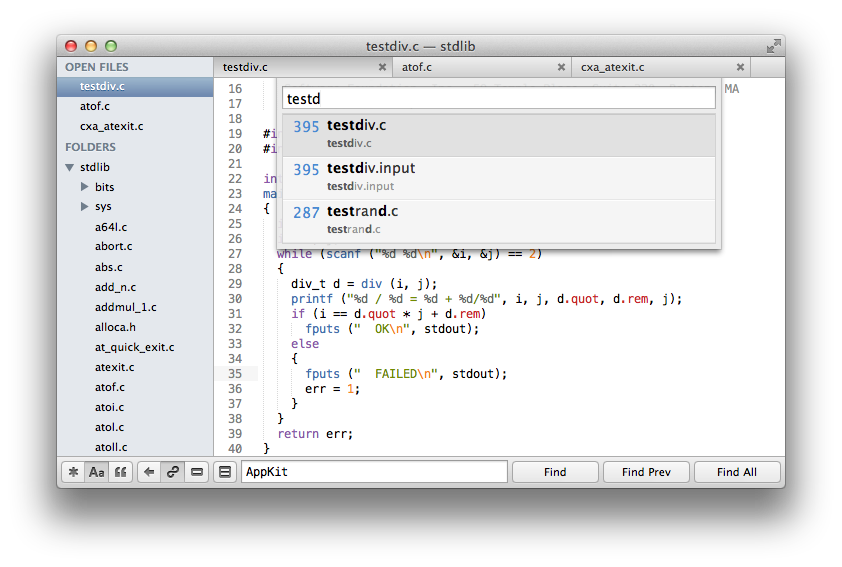 testdiv.c — stdlib
OPEN FILES
testdiv.c
atof.c
cxa_atexit.c
FOLDERS
stdlib
bits
sys
a64l.c
abort.c
abs.c
add_n.c
addmul_1.c
alloca.h
at_quick_exit.c
atexit.c
atof.c
atoi.c
atol.c
atoll.c
testdiv.c
atof.c
cxa_atexit.c
testd
395 testdiv.c
testdiv.c
395 testdiv.input
testdiv.input
287 testrand.c
testrand.c
16 MA
17
18
19 #i
20 #i
21
22 in
23 ma
24 {
25
26
27 while (scanf ("%d %d\n", &i, &j) == 2)
28 {
29 div_t d = div (i, j);
30 printf ("%d / %d = %d + %d/%d", i, j, d.quot, d.rem, j);
31 if (i == d.quot * j + d.rem)
32 fputs ("  OK\n", stdout);
33 else
34 {
35 fputs ("  FAILED\n", stdout);
36 err = 1;
37 }
38 }
39 return err;
40 }
Aa
AppKit
Find
Find Prev
Find All